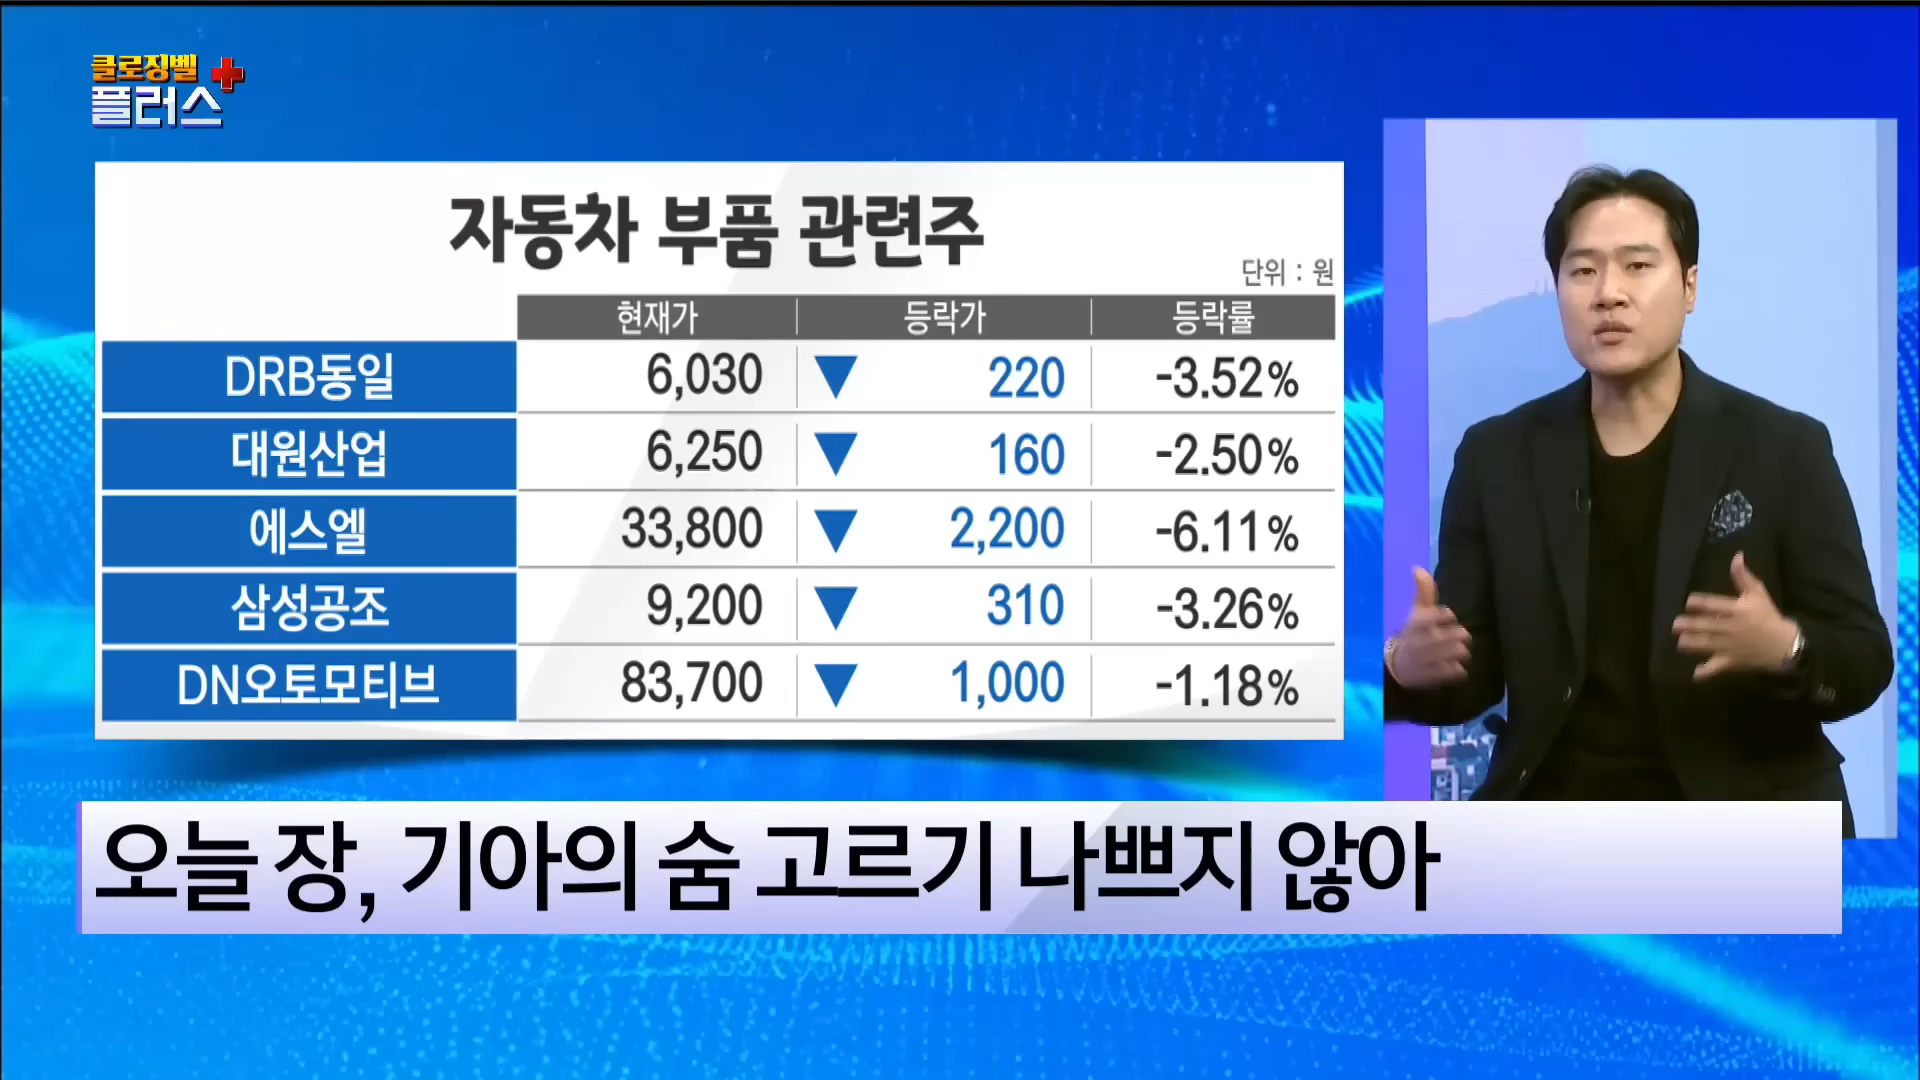 클로징벨
플러스
자동차 부품 관련주
단위 : 원
현재가 등락가 등락률
DRB동일 6,030 ▼ 220 -3.52%
대원산업 6,250 ▼ 160 -2.50%
에스엘 33,800 ▼ 2,200 -6.11%
삼성공조 9,200 ▼ 310 -3.26%
DN오토모티브 83,700 ▼ 1,000 -1.18%
오늘 장, 기아의 숨 고르기 나쁘지 않아